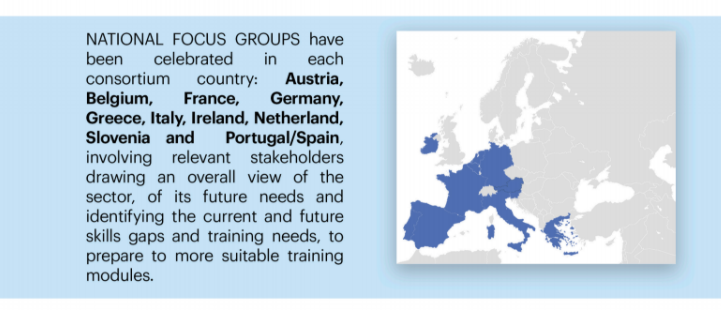 NATIONAL FOCUS GROUPS have
been celebrated in each
consortium country: Austria,
Belgium, France, Germany,
Greece, Italy, Ireland, Netherland,
Slovenia and Portugal/Spain,
involving relevant stakeholders
drawing an overall view of the
sector, of its future needs and
identifying the current and future
skills gaps and training needs, to
prepare to more suitable training
modules.